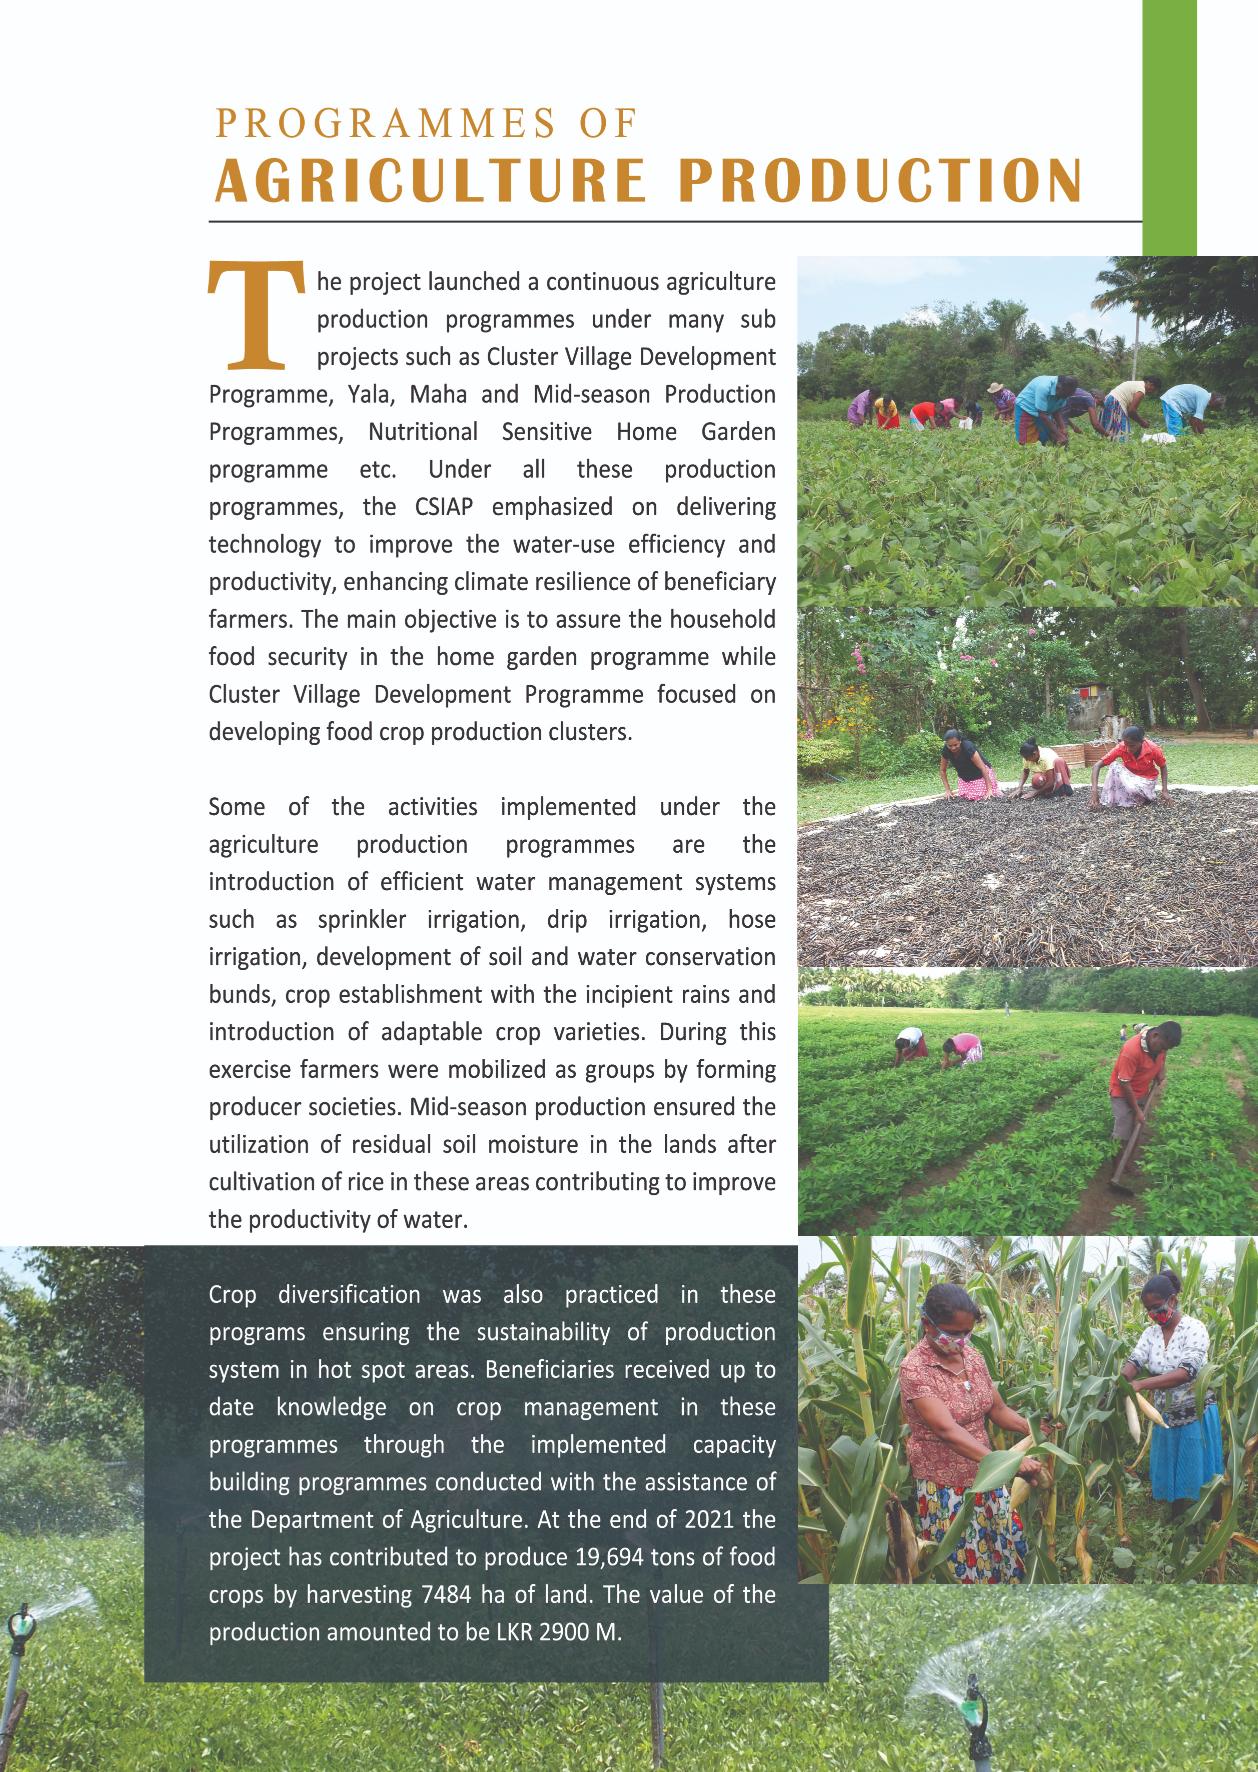 PROGRAMMES OF
AGRICULTURE PRODUCTION
The project launched a continuous agriculture
production programmes under many sub
projects such as Cluster Village Development
Programme, Yala, Maha and Mid-season Production
Programmes, Nutritional Sensitive Home Garden
programme etc. Under all these production
programmes, the CSIAP emphasized on delivering
technology to improve the water-use efficiency and
productivity, enhancing climate resilience of beneficiary
farmers. The main objective is to assure the household
food security in the home garden programme while
Cluster Village Development Programme focused on
developing food crop production clusters.
Some of the activities implemented under the
agriculture production programmes are the
introduction of efficient water management systems
such as sprinkler irrigation, drip irrigation, hose
irrigation, development of soil and water conservation
bunds, crop establishment with the incipient rains and
introduction of adaptable crop varieties. During this
exercise farmers were mobilized as groups by forming
producer societies. Mid-season production ensured the
utilization of residual soil moisture in the lands after
cultivation of rice in these areas contributing to improve
the productivity of water.
Crop diversification was also practiced in these
programs ensuring the sustainability of production
system in hot spot areas. Beneficiaries received up to
date knowledge on crop management in these
programmes through the implemented capacity
building programmes conducted with the assistance of
the Department of Agriculture. At the end of 2021 the
project has contributed to produce 19,694 tons of food
crops by harvesting 7484 ha of land. The value of the
production amounted to be LKR 2900 M.